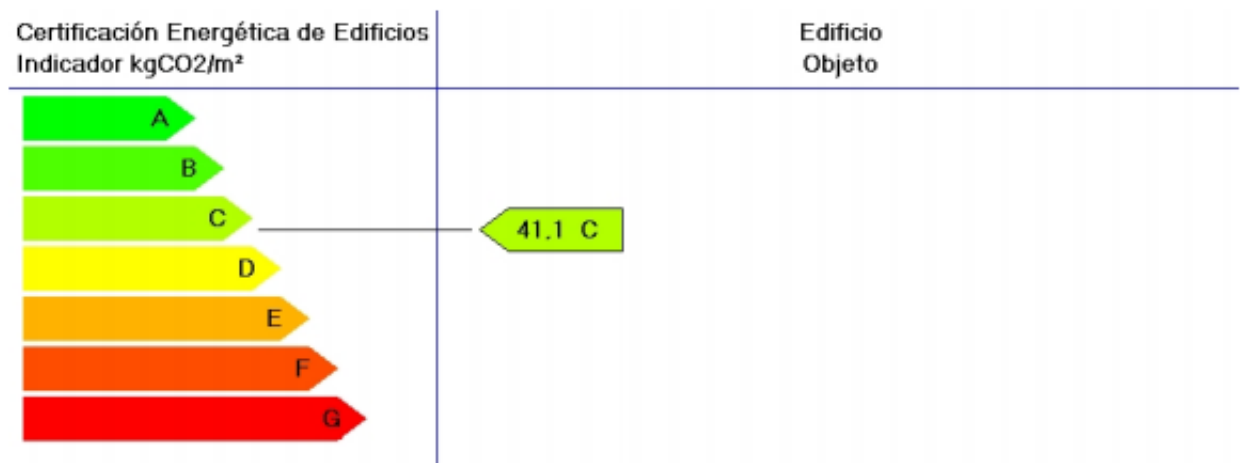 Certificación Energética de Edificios
Indicador kgCO2/m²
Edificio
Objeto
A
B
C
41,1 C
D
E
F
G